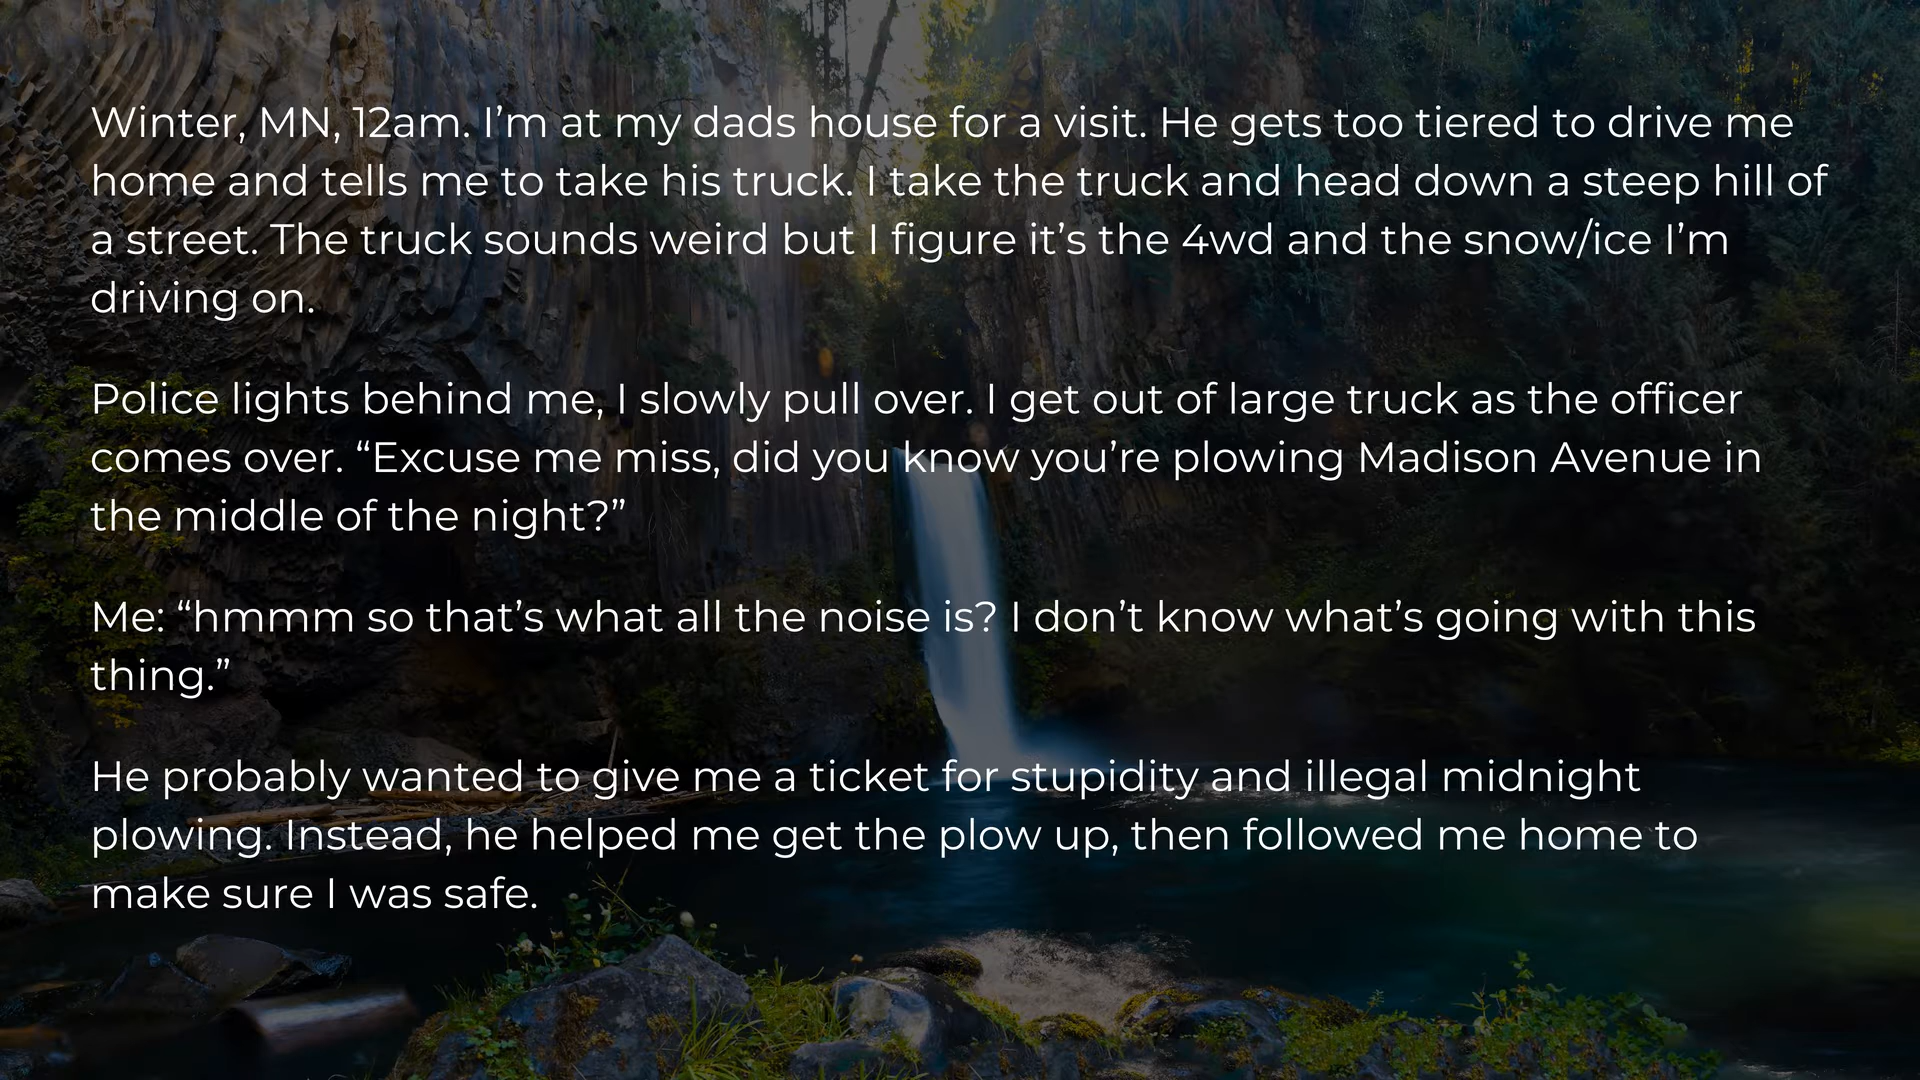 Winter, MN, 12am. I’m at my dads house for a visit. He gets too tiered to drive me
home and tells me to take his truck. I take the truck and head down a steep hill of
a street. The truck sounds weird but I figure it’s the 4wd and the snow/ice I’m
driving on.
Police lights behind me, I slowly pull over. I get out of large truck as the officer
comes over. “Excuse me miss, did you know you’re plowing Madison Avenue in
the middle of the night?”
Me: “hmmm so that’s what all the noise is? I don’t know what’s going with this
thing.”
He probably wanted to give me a ticket for stupidity and illegal midnight
plowing. Instead, he helped me get the plow up, then followed me home to
make sure I was safe.